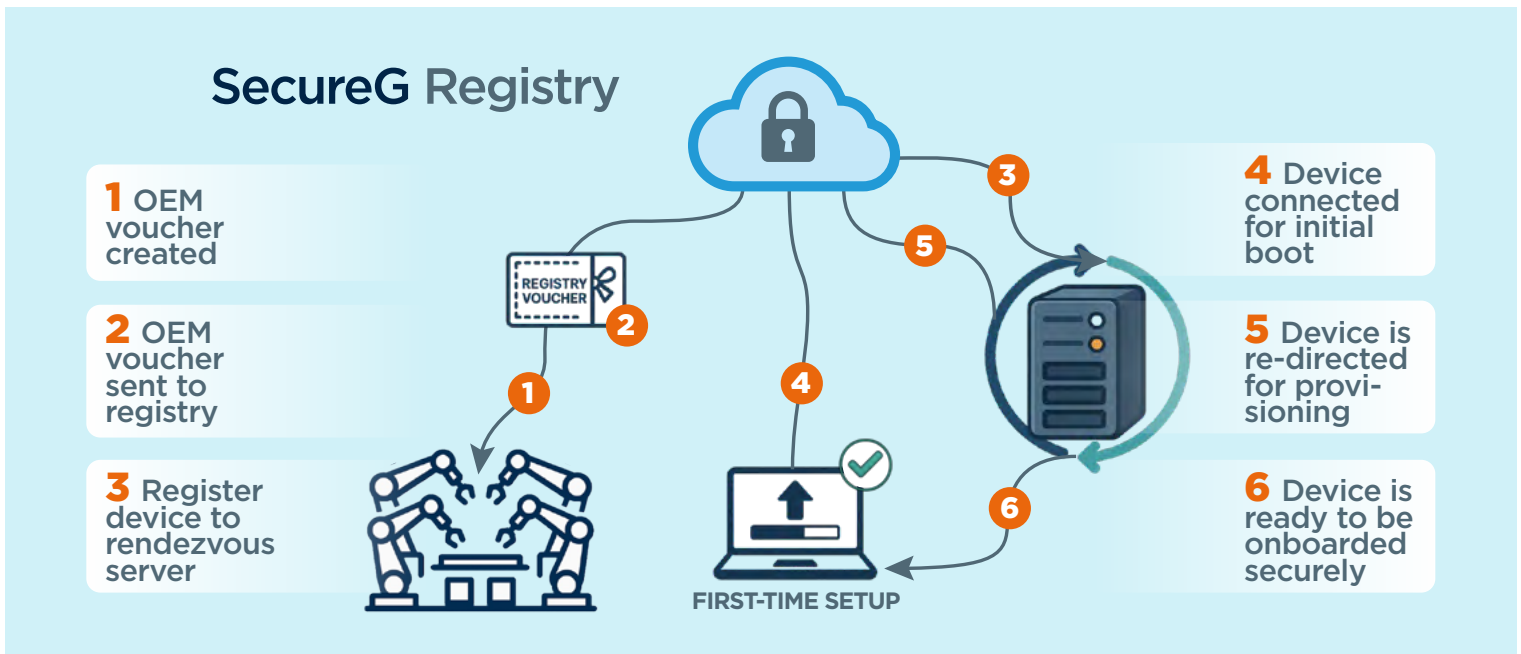 SecureG Registry
1 OEM
voucher
created
2 OEM
voucher
sent to
registry
3 Register
device to
rendezvous
server
REGISTRY
VOUCHER
2
1
4
FIRST-TIME SETUP
3
5
6
4 Device
connected
for initial
boot
5 Device is
re-directed
for provi-
sioning
6 Device is
ready to be
onboarded
securely